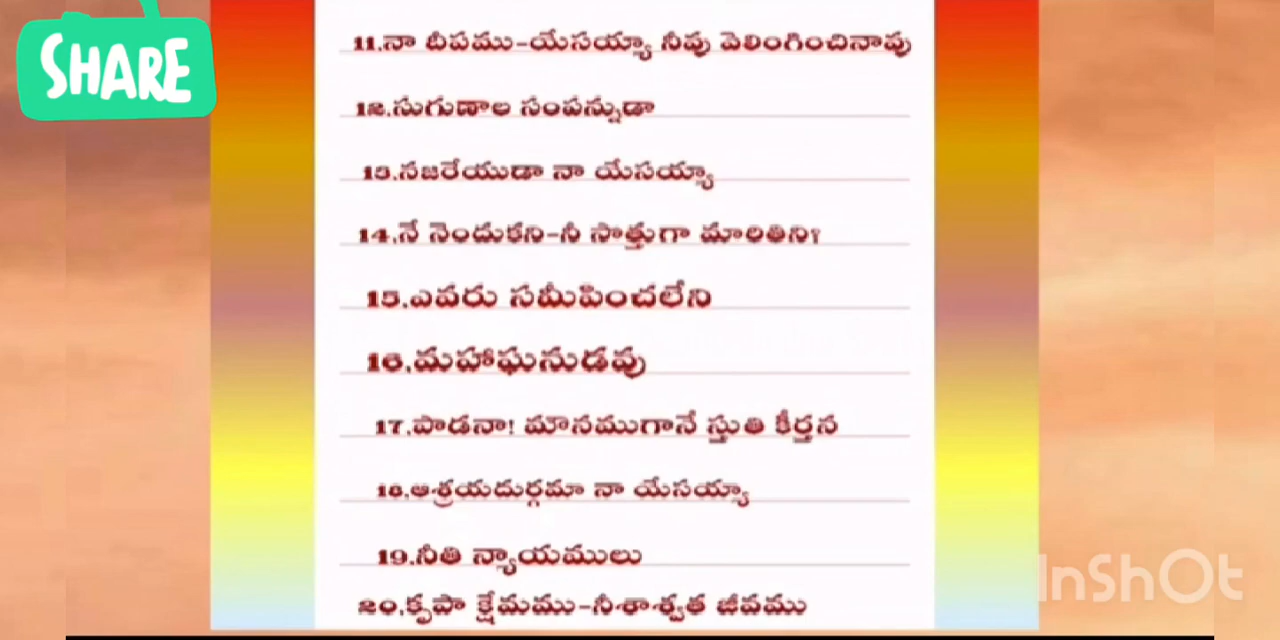 SHARE
11.నా దీపము-యేసయ్యా నీవు వెలిగించినావు
12.సుగుణాల సంపన్నుడా
13.నజరేయుడా నా యేసయ్యా
14.నే నెందుకని-నీ సొత్తుగా మారితిని?
15.ఎవరు సమీపించలేని
16.మహాఘనుడవు
17.పాడనా! మౌనముగానే స్తుతి కీర్తన
18.ఆశ్రయదుర్గమా నా యేసయ్యా
19.నీతి న్యాయములు
20.కృపా క్షేమము-నీశాశ్వత జీవము
InShOt